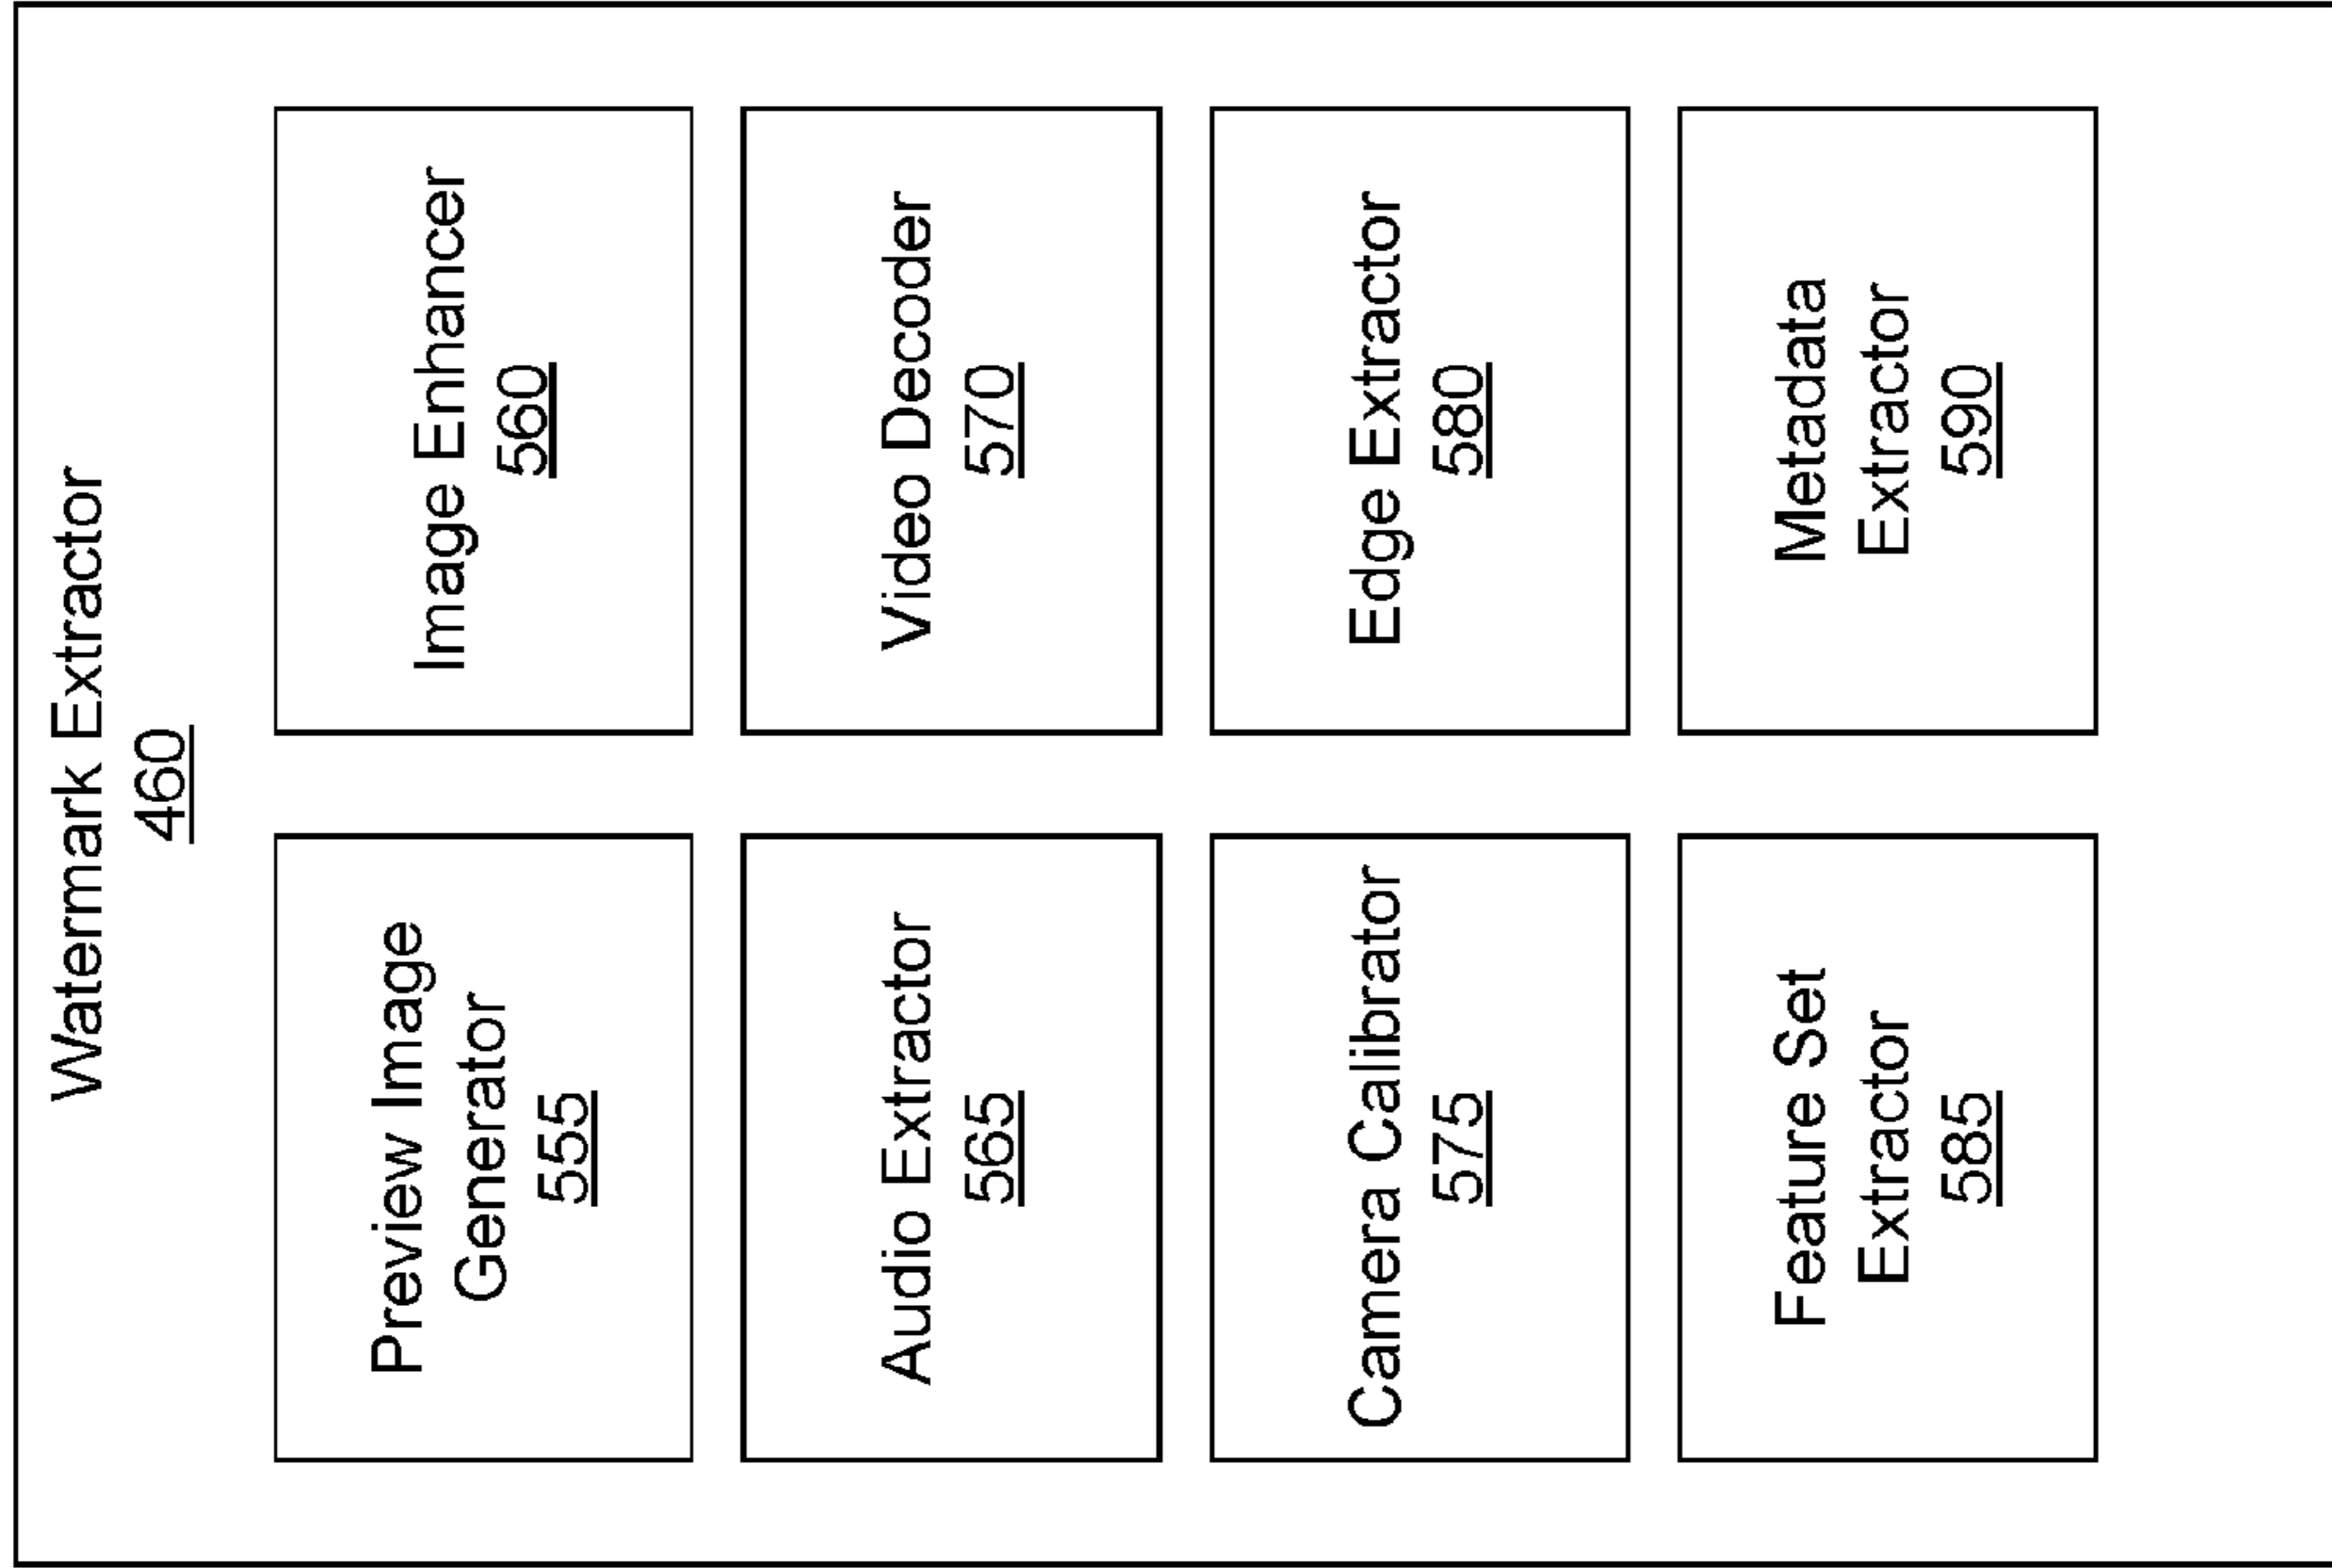 Watermark Extractor
460
Preview Image
Generator
555
Image Enhancer
560
Audio Extractor
565
Video Decoder
570
Camera Calibrator
575
Edge Extractor
580
Feature Set
Extractor
585
Metadata
Extractor
590